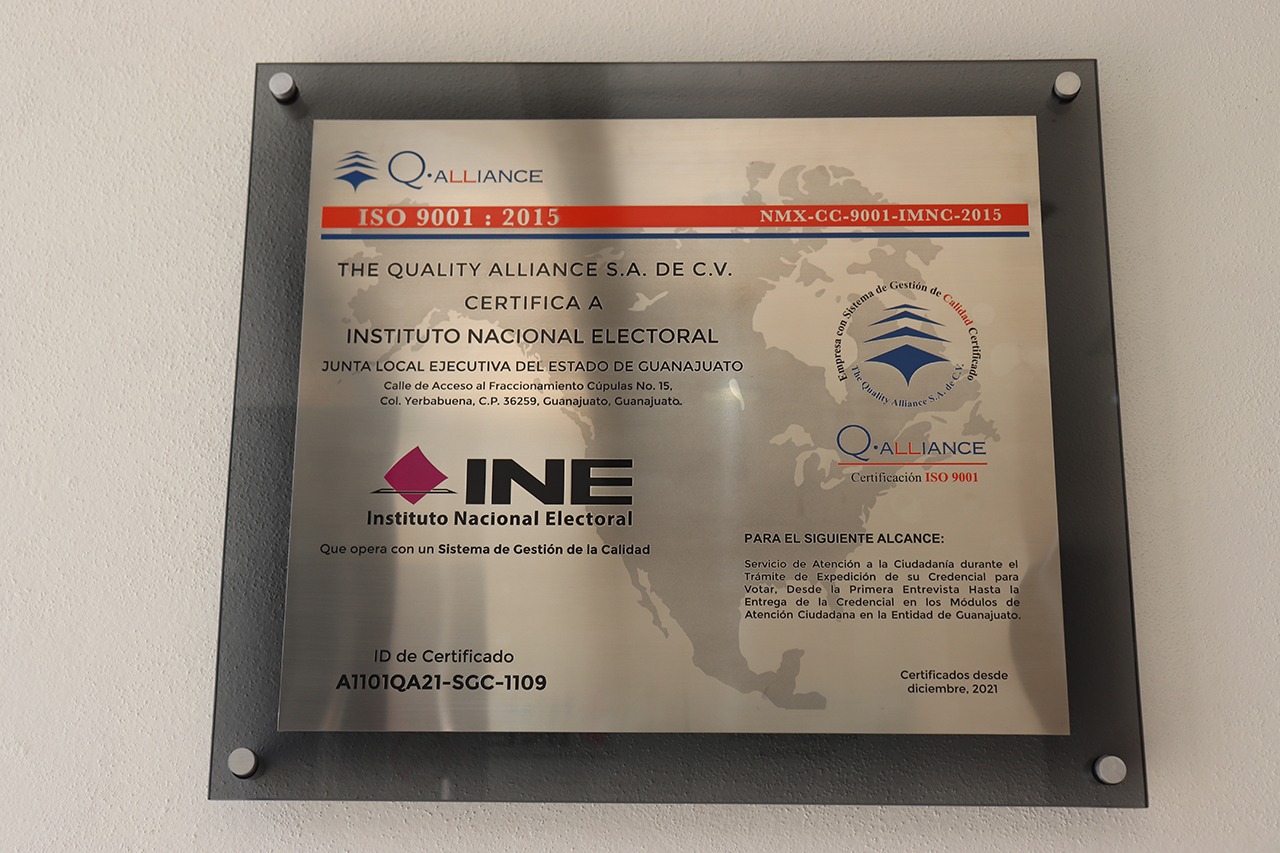 Q·ALLIANCE
ISO 9001 : 2015
NMX-CC-9001-IMNC-2015
THE QUALITY ALLIANCE S.A. DE C.V.
CERTIFICA A
INSTITUTO NACIONAL ELECTORAL
JUNTA LOCAL EJECUTIVA DEL ESTADO DE GUANAJUATO
Calle de Acceso al Fraccionamiento Cúpulas No. 15,
Col. Yerbabuena, C.P. 36259, Guanajuato, Guanajuato.
INE
Instituto Nacional Electoral
Que opera con un Sistema de Gestión de la Calidad
ID de Certificado
A1101QA21-SGC-1109
Empresa con Sistema de Gestión de Calidad Certificado
The Quality Alliance S.A. de C.V.
Q·ALLIANCE
Certificación ISO 9001
PARA EL SIGUIENTE ALCANCE:
Servicio de Atención a la Ciudadanía durante el
Trámite de Expedición de su Credencial para
Votar, Desde la Primera Entrevista Hasta la
Entrega de la Credencial en los Módulos de
Atención Ciudadana en la Entidad de Guanajuato.
Certificados desde
diciembre, 2021